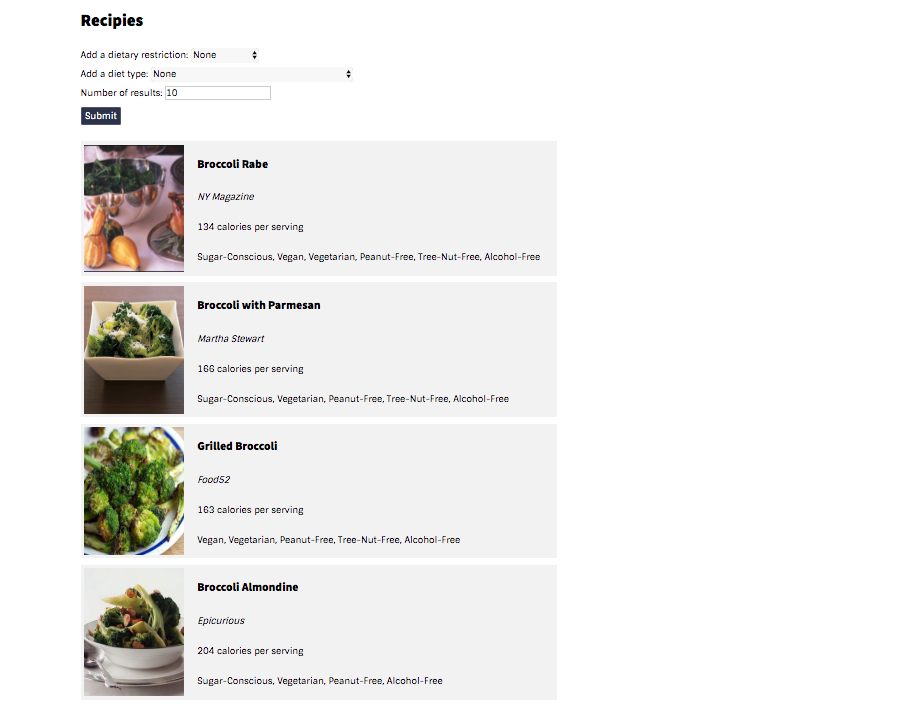 Recipies
Add a dietary restriction: None
Add a diet type: None
Number of results: 10
Submit
Broccoli Rabe
NY Magazine
134 calories per serving
Sugar-Conscious, Vegan, Vegetarian, Peanut-Free, Tree-Nut-Free, Alcohol-Free
Broccoli with Parmesan
Martha Stewart
166 calories per serving
Sugar-Conscious, Vegetarian, Peanut-Free, Tree-Nut-Free, Alcohol-Free
Grilled Broccoli
Food52
163 calories per serving
Vegan, Vegetarian, Peanut-Free, Tree-Nut-Free, Alcohol-Free
Broccoli Almondine
Epicurious
204 calories per serving
Sugar-Conscious, Vegetarian, Peanut-Free, Alcohol-Free